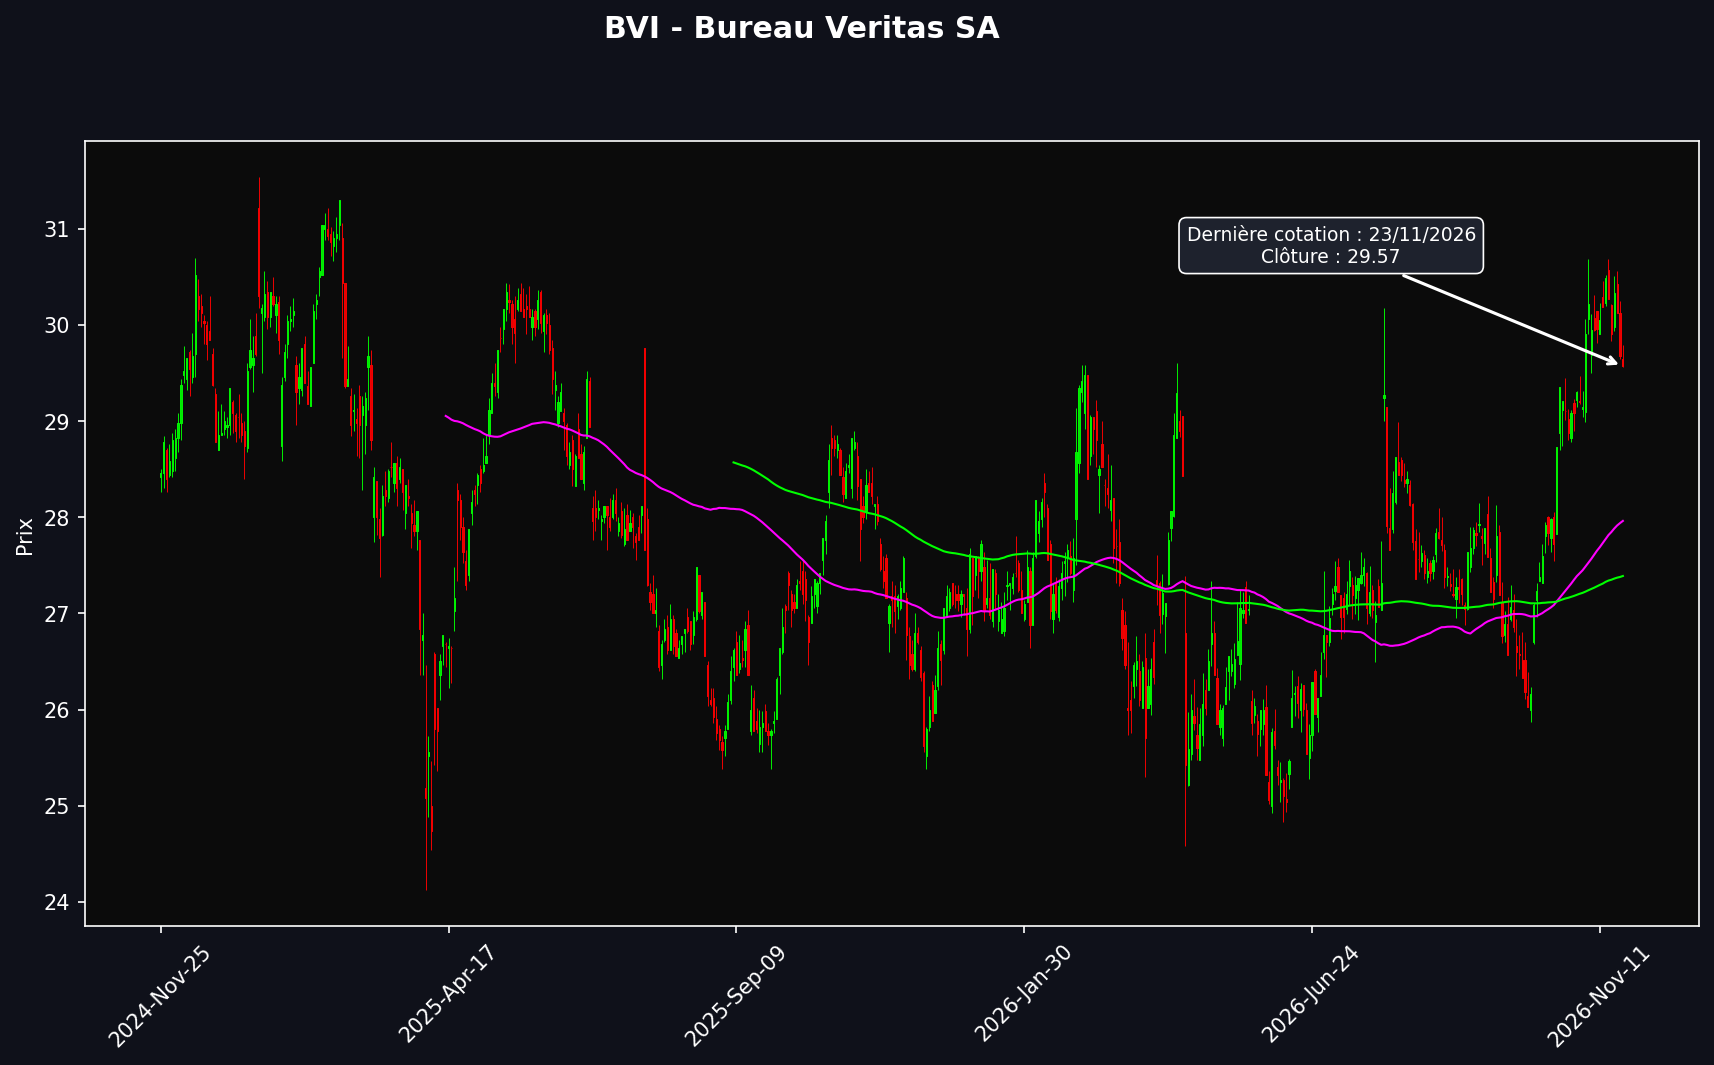 BVI - Bureau Veritas SA
Prix
31
30
29
28
27
26
25
24
Dernière cotation : 23/11/2026
Clôture : 29.57
2024-Nov-25
2025-Apr-17
2025-Sep-09
2026-Jan-30
2026-Jun-24
2026-Nov-11